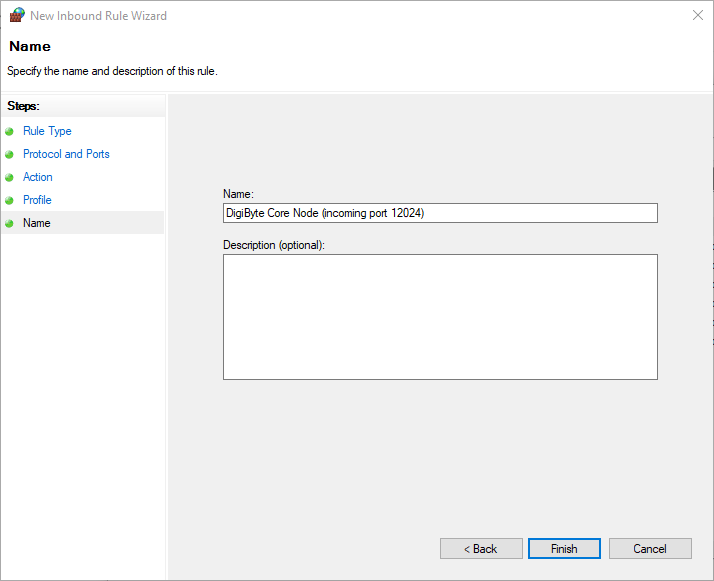 New Inbound Rule Wizard
Name
Specify the name and description of this rule.
Steps:
Rule Type
Protocol and Ports
Action
Profile
Name
Name:
DigiByte Core Node (incoming port 12024)
Description (optional):
< Back
Finish
Cancel